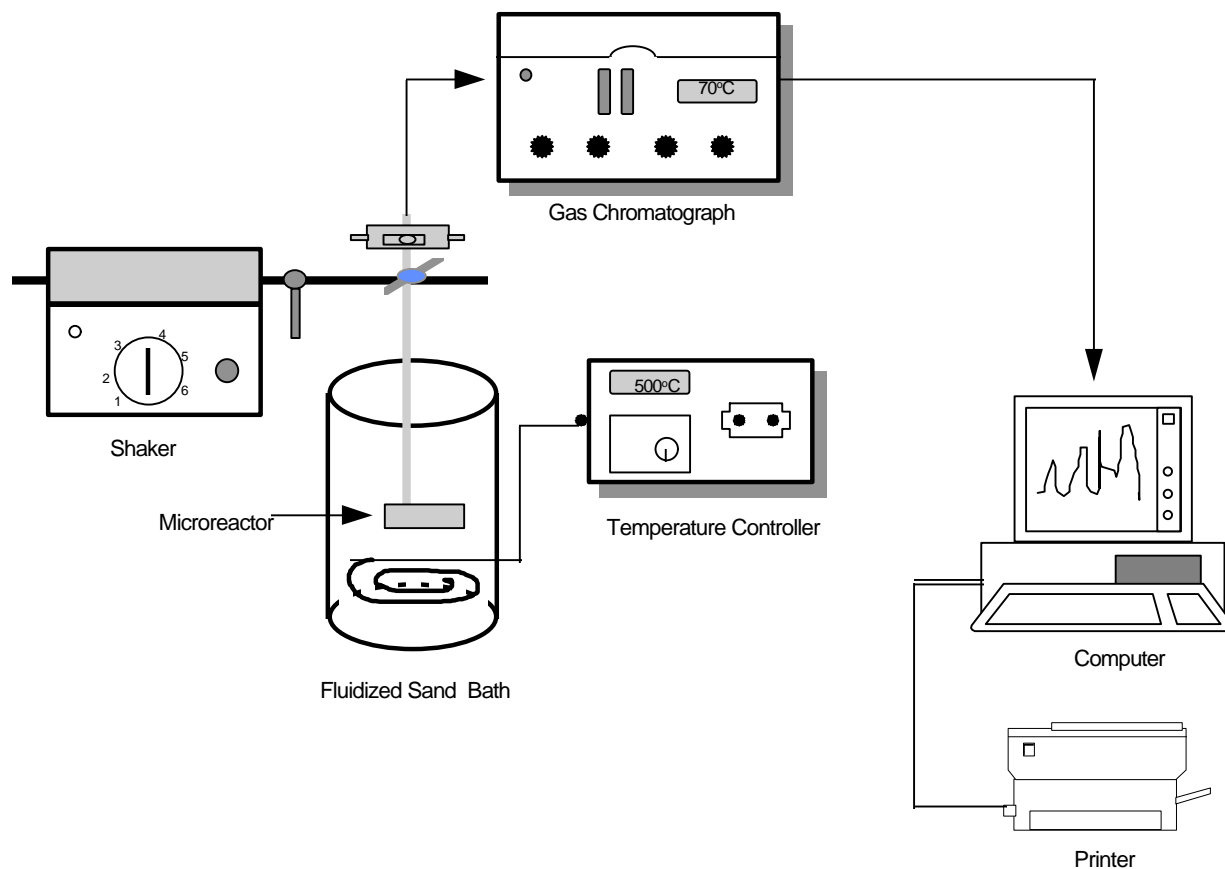 70°C
Gas Chromatograph
1
2
3
4
5
6
Shaker
500°C
Temperature Controller
Microreactor
Fluidized Sand Bath
Computer
Printer